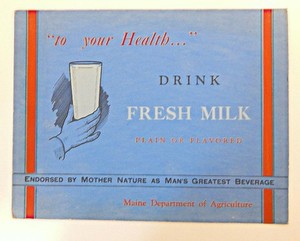 "to your Health..."
DRINK
FRESH MILK
PLAIN OR FLAVORED
ENDORSED BY MOTHER NATURE AS MAN'S GREATEST BEVERAGE
Maine Department of Agriculture